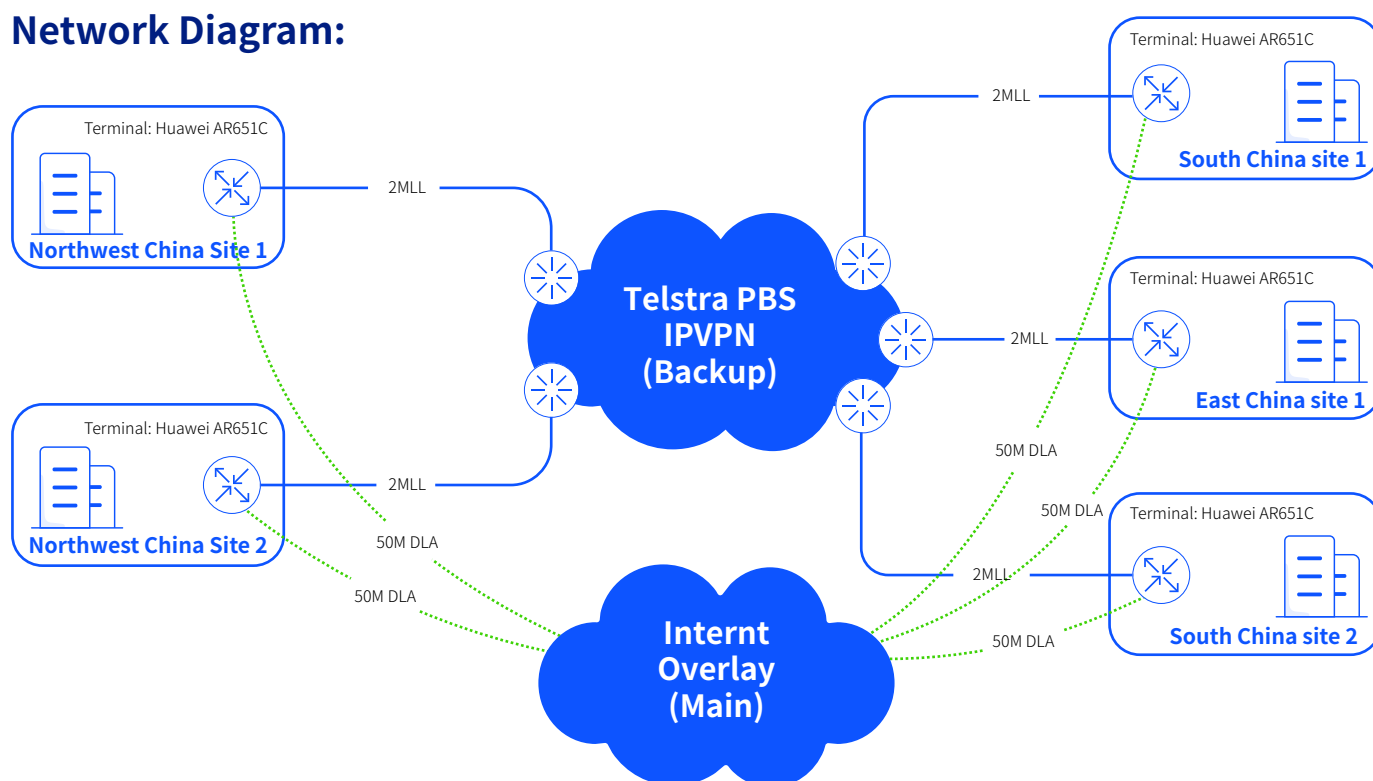 Network Diagram:
Terminal: Huawei AR651C
Northwest China Site 1
2MLL
Terminal: Huawei AR651C
Northwest China Site 2
2MLL
50M DLA
50M DLA
Telstra PBS
IPVPN
(Backup)
Internt
Overlay
(Main)
Terminal: Huawei AR651C
South China site 1
2MLL
Terminal: Huawei AR651C
East China site 1
2MLL
50M DLA
50M DLA
Terminal: Huawei AR651C
South China site 2
2MLL
50M DLA